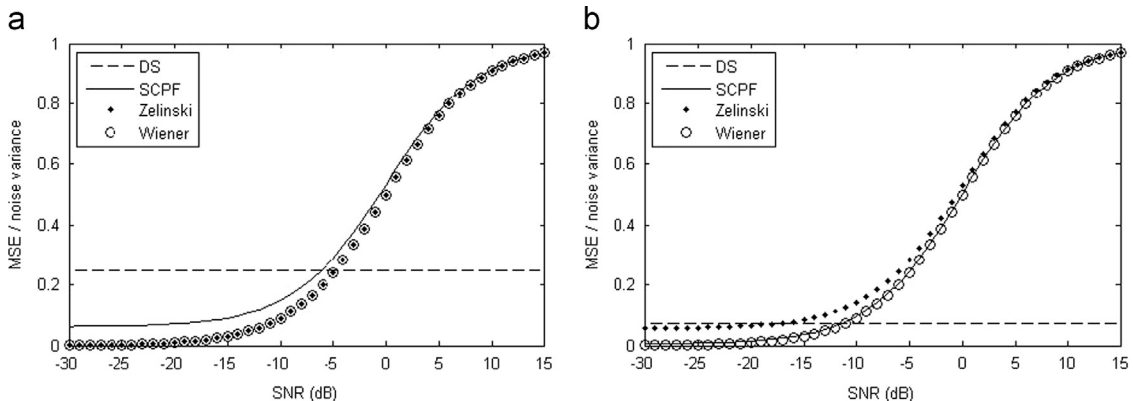 a
1
0.8
0.6
0.4
0.2
0
MSE / noise variance
DS
SCPF
Zelinski
Wiener
-30 -25 -20 -15 -10 -5 0 5 10 15
SNR (dB)
b
1
0.8
0.6
0.4
0.2
0
MSE / noise variance
DS
SCPF
Zelinski
Wiener
-30 -25 -20 -15 -10 -5 0 5 10 15
SNR (dB)